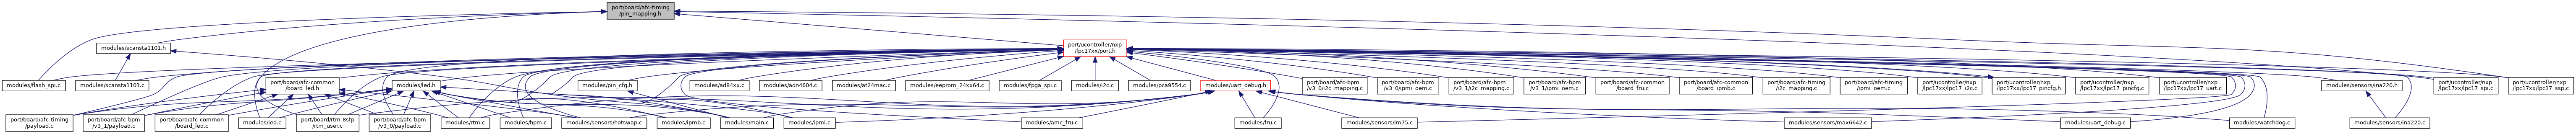 port/board/afc-timing
/pin_mapping.h
modules/scansta1101.h
port/ucontroller/nxp
/lpc17xx/port.h
modules/flash_spi.c
modules/scansta1101.c
port/board/afc-common
/board_led.h
modules/led.h
modules/pin_cfg.h
modules/ad84xx.c
modules/adn4604.c
modules/at24mac.c
modules/eeprom_24xx64.c
modules/fpga_spi.c
modules/i2c.c
modules/pca9554.c
modules/uart_debug.h
port/board/afc-bpm
/v3_0/i2c_mapping.c
port/board/afc-bpm
/v3_0/ipmi_oem.c
port/board/afc-bpm
/v3_1/i2c_mapping.c
port/board/afc-bpm
/v3_1/ipmi_oem.c
port/board/afc-common
/board_fru.c
port/board/afc-common
/board_ipmb.c
port/board/afc-timing
/i2c_mapping.c
port/board/afc-timing
/ipmi_oem.c
port/ucontroller/nxp
/lpc17xx/lpc17_i2c.c
port/ucontroller/nxp
/lpc17xx/lpc17_pincfg.h
port/ucontroller/nxp
/lpc17xx/lpc17_pincfg.c
port/ucontroller/nxp
/lpc17xx/lpc17_uart.c
modules/sensors/ina220.h
port/ucontroller/nxp
/lpc17xx/lpc17_spi.c
port/ucontroller/nxp
/lpc17xx/lpc17_ssp.c
port/board/afc-timing
/payload.c
port/board/afc-bpm
/v3_1/payload.c
port/board/afc-common
/board_led.c
modules/led.c
port/board/rtm-8sfp
/rtm_user.c
port/board/afc-bpm
/v3_0/payload.c
modules/rtm.c
modules/hpm.c
modules/sensors/hotswap.c
modules/ipmb.c
modules/main.c
modules/ipmi.c
modules/amc_fru.c
modules/fru.c
modules/sensors/lm75.c
modules/sensors/max6642.c
modules/uart_debug.c
modules/watchdog.c
modules/sensors/ina220.c